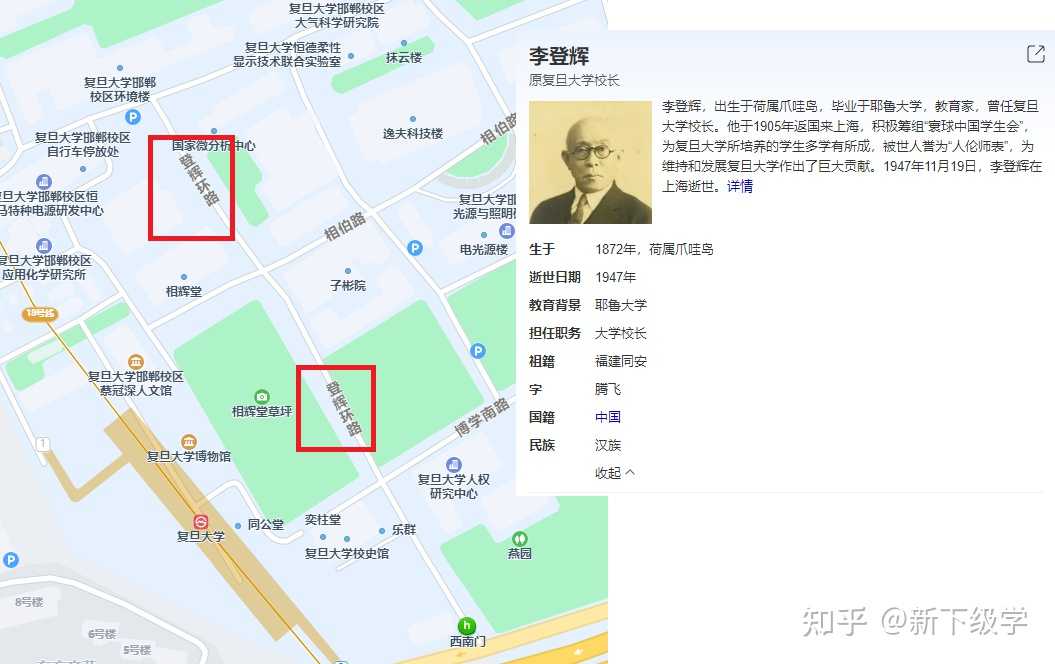 复旦大学邯郸校区
大气科学研究院
复旦大学恒德柔性
显示技术联合实验室
抹云楼
复旦大学邯郸
校区环境楼
逸夫科技楼
相伯路
复旦大学邯郸校区
自行车停放处
国家微分析中心
登辉环路
旦大学邯郸校区恒
马特种电源研发中心
复旦大学邯郸
光源与照明
电光源楼
相伯路
复旦大学邯郸校区
应用化学研究所
相辉堂
子彬院
18号线
复旦大学邯郸校区
蔡冠深人文馆
相辉堂草坪
登辉环路
博学南路
1
复旦大学博物馆
复旦大学人权
研究中心
复旦大学
同公堂
奕柱堂
乐群
复旦大学校史馆
燕园
8号楼
6号楼
5号楼
西南门
P
P
P
P
h
李登辉
原复旦大学校长
李登辉，出生于荷属爪哇岛，毕业于耶鲁大学，教育家，曾任复旦
大学校长。他于1905年返国来上海，积极筹组“寰球中国学生会”，
为复旦大学所培养的学生多学有所成，被世人誉为“人伦师表”，为
维持和发展复旦大学作出了巨大贡献。1947年11月19日，李登辉在
上海逝世。详情
生于 1872年，荷属爪哇岛
逝世日期 1947年
教育背景 耶鲁大学
担任职务 大学校长
祖籍 福建同安
字 腾飞
国籍 中国
民族 汉族
收起
知乎 @新下级学